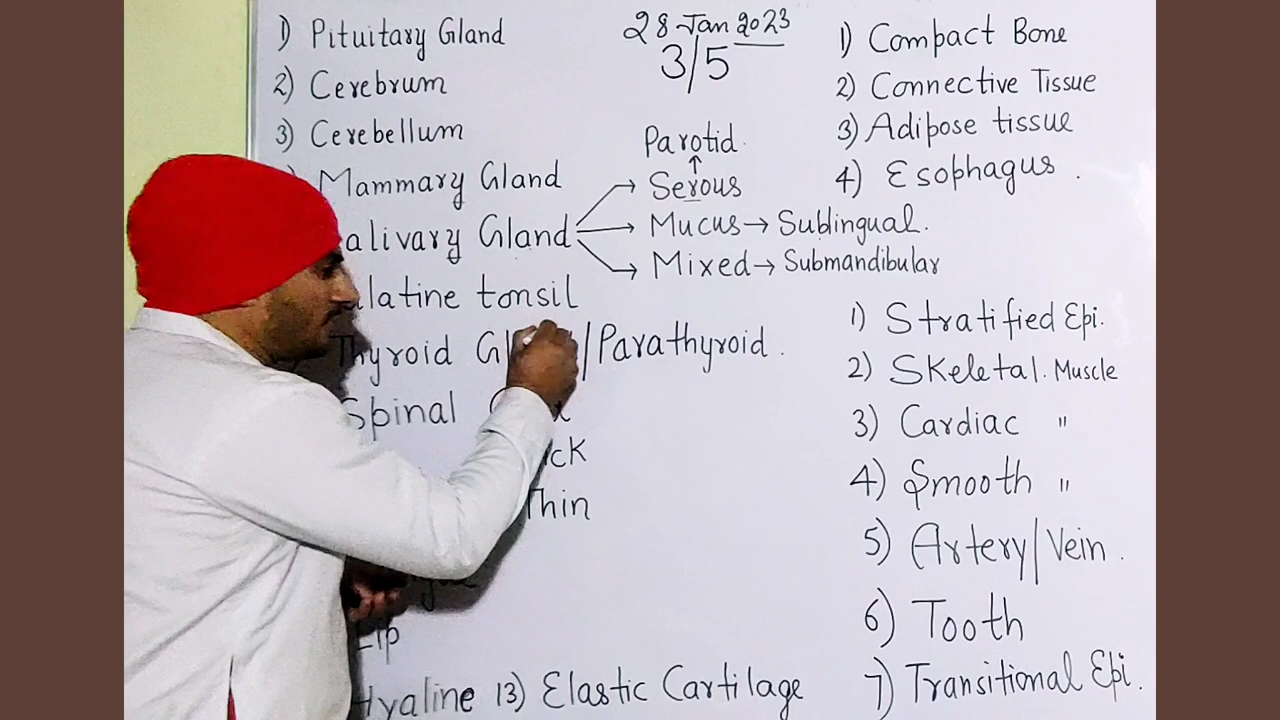 1) Pituitary Gland
2) Cerebrum
3) Cerebellum
Mammary Gland
alivary Gland
latine tonsil
Thyroid Gl /Parathyroid.
Spinal
ck
Thin
Lip
Hyaline 13) Elastic Cartilage
28 Jan 2023
3/5
Parotid.
↑
Serous
→ Mucus → Sublingual.
→ Mixed → Submandibular
1) Compact Bone
2) Connective Tissue
3) Adipose tissue
4) Esophagus.
1) Stratified Epi.
2) Skeletal. Muscle
3) Cardiac "
4) Smooth "
5) Artery/Vein.
6) Tooth
7) Transitional Epi.